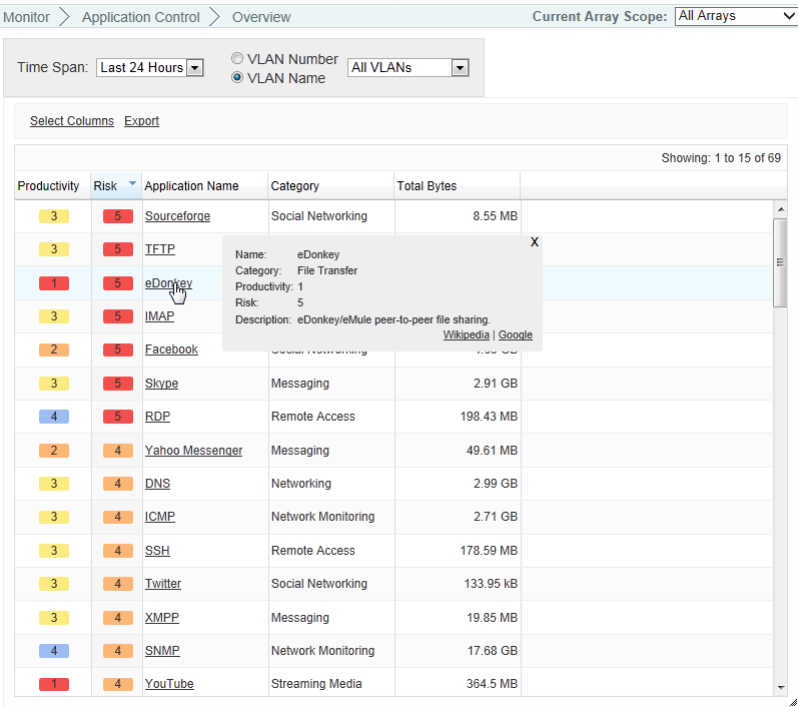 Monitor > Application Control > Overview Current Array Scope: All Arrays
Time Span: Last 24 Hours VLAN Number VLAN Name All VLANs
Select Columns Export
Showing: 1 to 15 of 69
Productivity Risk Application Name Category Total Bytes
3 5 Sourceforge Social Networking 8.55 MB
3 5 TFTP
1 5 eDonkey
3 5 IMAP
X
Name: eDonkey
Category: File Transfer
Productivity: 1
Risk: 5
Description: eDonkey/eMule peer-to-peer file sharing.
Wikipedia | Google
2 5 Facebook
3 5 Skype Messaging 2.91 GB
4 5 RDP Remote Access 198.43 MB
2 4 Yahoo Messenger Messaging 49.61 MB
3 4 DNS Networking 2.99 GB
3 4 ICMP Network Monitoring 2.71 GB
3 4 SSH Remote Access 178.59 MB
3 4 Twitter Social Networking 133.95 kB
3 4 XMPP Messaging 19.85 MB
4 4 SNMP Network Monitoring 17.68 GB
1 4 YouTube Streaming Media 364.5 MB